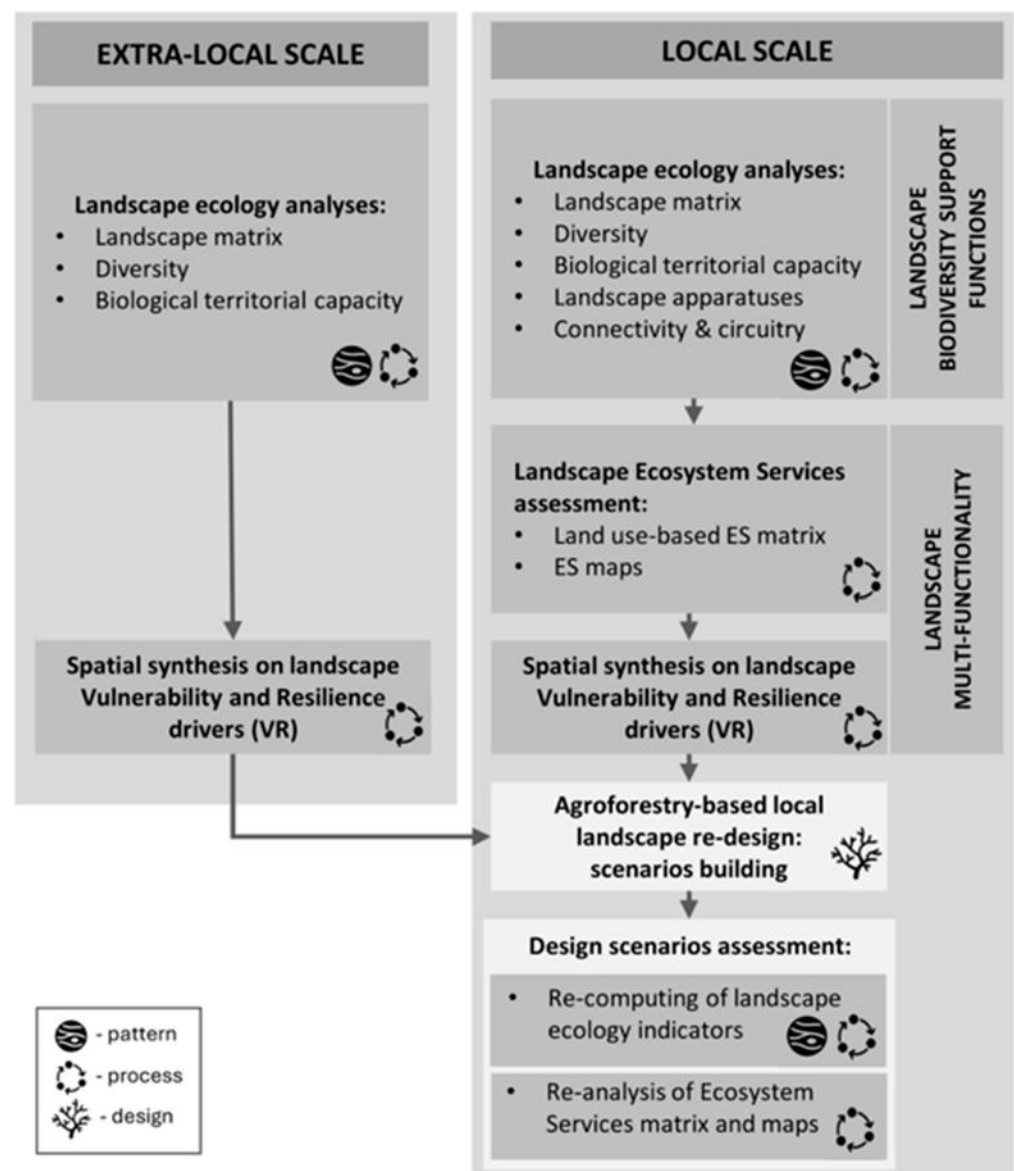 EXTRA-LOCAL SCALE
Landscape ecology analyses:
• Landscape matrix
• Diversity
• Biological territorial capacity
Spatial synthesis on landscape
Vulnerability and Resilience
drivers (VR)
LOCAL SCALE
Landscape ecology analyses:
• Landscape matrix
• Diversity
• Biological territorial capacity
• Landscape apparatuses
• Connectivity & circuitry
LANDSCAPE
BIODIVERSITY SUPPORT
FUNCTIONS
Landscape Ecosystem Services
assessment:
• Land use-based ES matrix
• ES maps
Spatial synthesis on landscape
Vulnerability and Resilience
drivers (VR)
LANDSCAPE
MULTI-FUNCTIONALITY
Agroforestry-based local
landscape re-design:
scenarios building
Design scenarios assessment:
• Re-computing of landscape
ecology indicators
• Re-analysis of Ecosystem
Services matrix and maps
- pattern
- process
- design